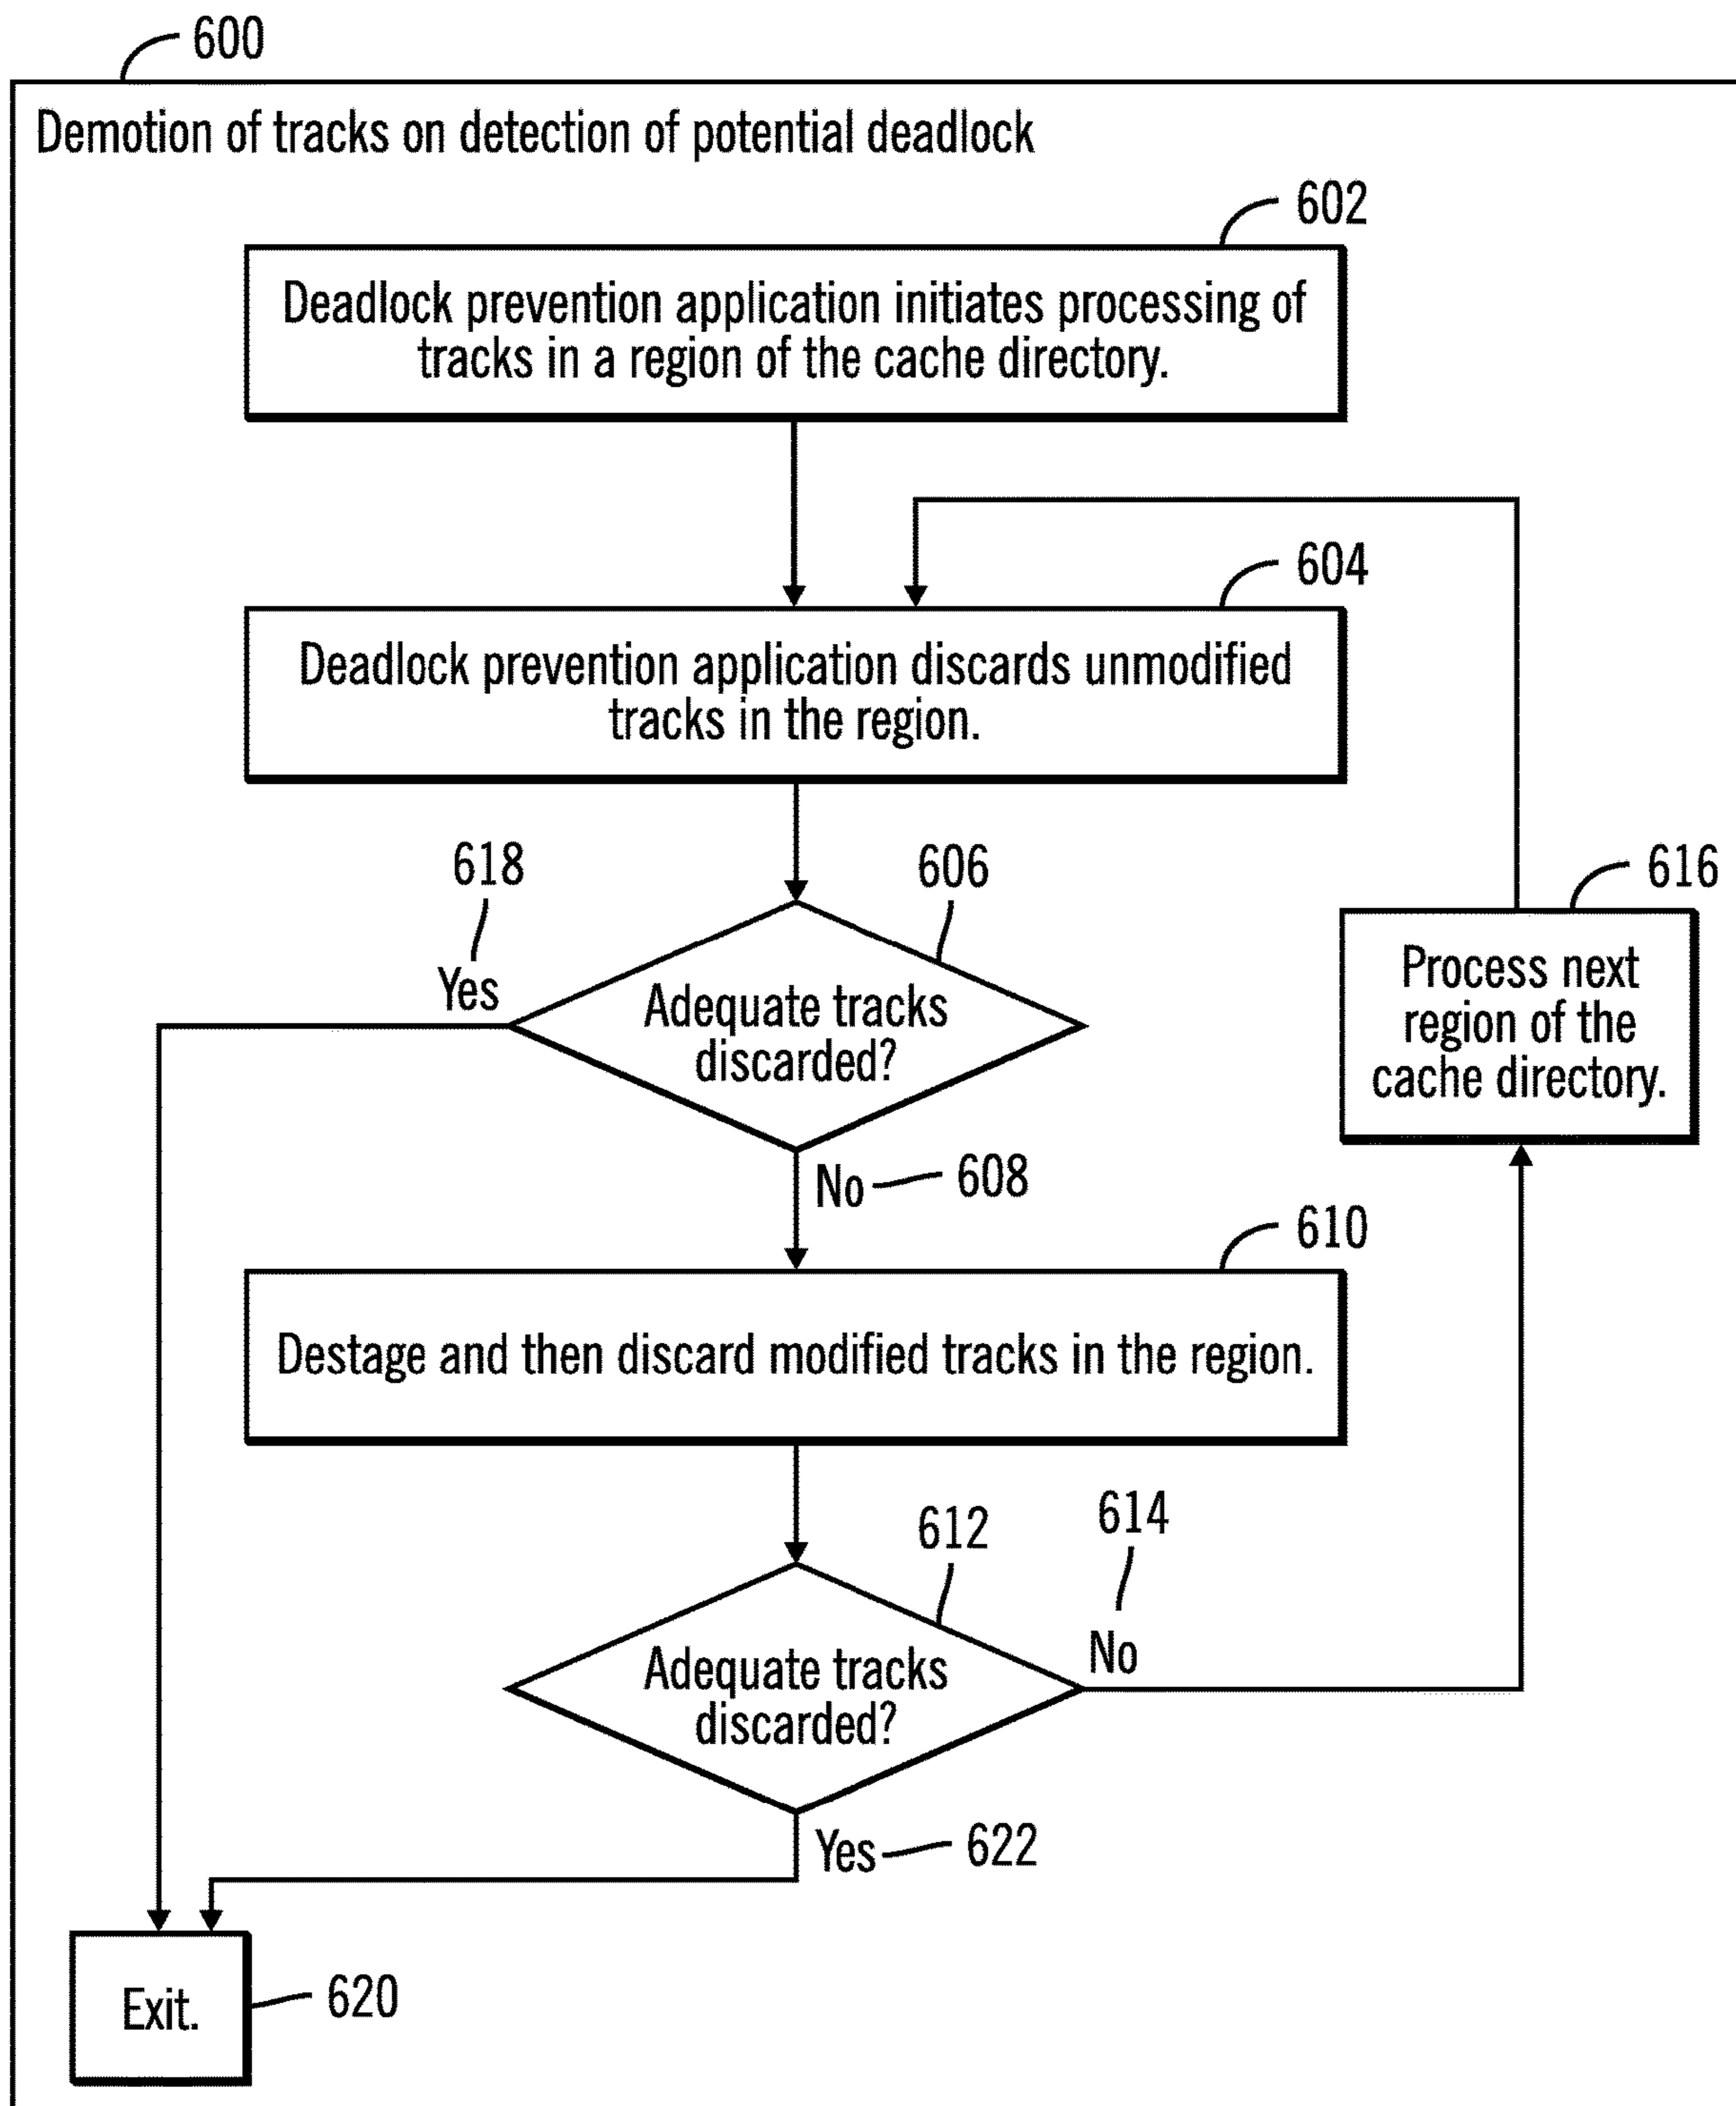 600
Demotion of tracks on detection of potential deadlock
602
Deadlock prevention application initiates processing of
tracks in a region of the cache directory.
604
Deadlock prevention application discards unmodified
tracks in the region.
618
606
616
Yes
Adequate tracks
discarded?
Process next
region of the
cache directory.
No
608
610
Destage and then discard modified tracks in the region.
612
614
No
Adequate tracks
discarded?
Yes
622
Exit.
620